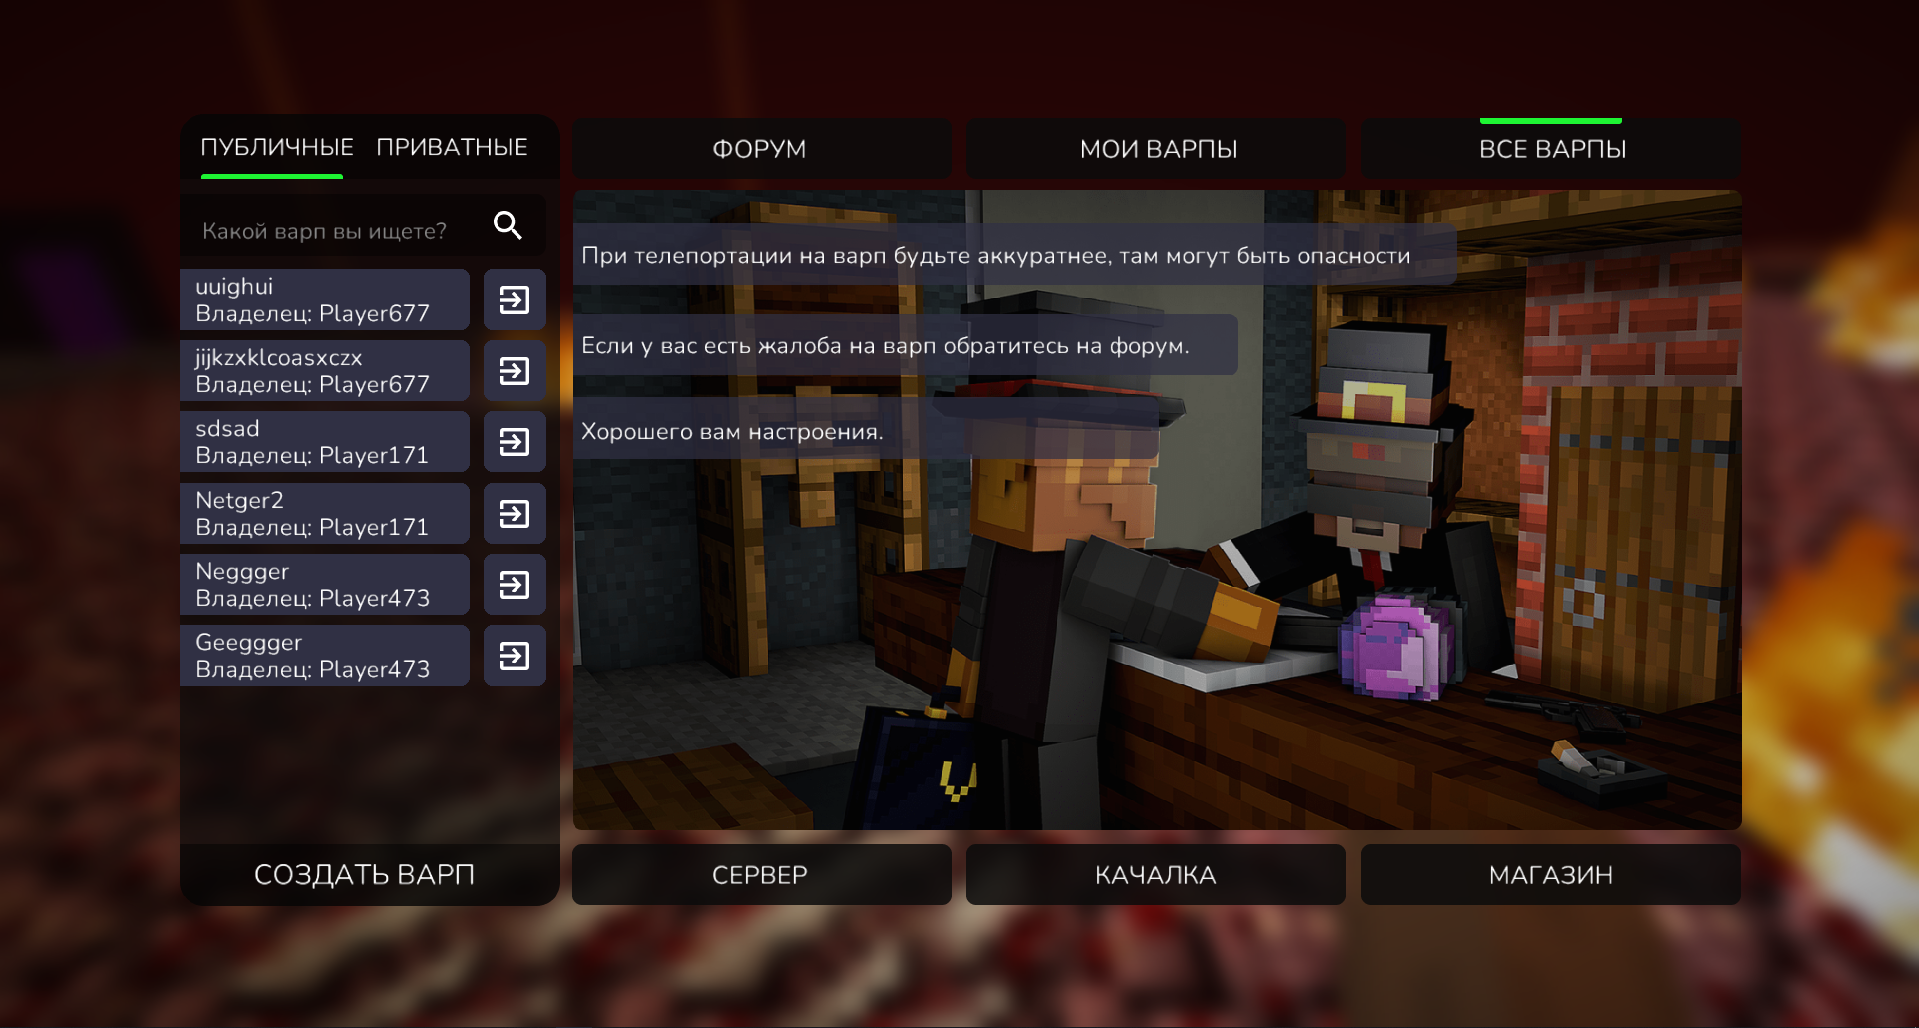 ПУБЛИЧНЫЕ ПРИВАТНЫЕ
Какой варп вы ищете?
uuighui
Владелец: Player677
jijkzxklcoasxczx
Владелец: Player677
sdsad
Владелец: Player171
Netger2
Владелец: Player171
Neggger
Владелец: Player473
Geeggger
Владелец: Player473
СОЗДАТЬ ВАРП
ФОРУМ
МОИ ВАРПЫ
ВСЕ ВАРПЫ
При телепортации на варп будьте аккуратнее, там могут быть опасности
Если у вас есть жалоба на варп обратитесь на форум.
Хорошего вам настроения.
СЕРВЕР
КАЧАЛКА
МАГАЗИН